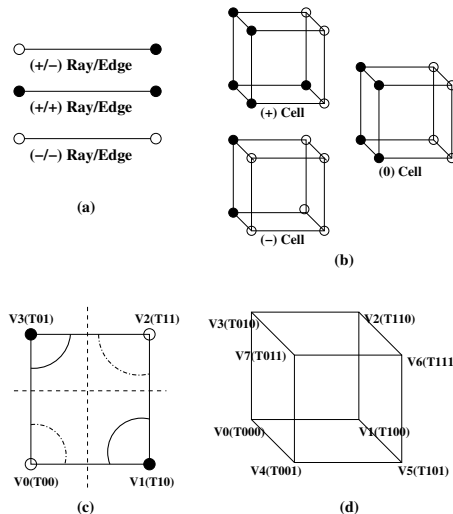 (+/−) Ray/Edge
(+/+) Ray/Edge
(−/−) Ray/Edge
(a)
(+) Cell
(−) Cell
(0) Cell
(b)
V3(T01)
V2(T11)
V0(T00)
V1(T10)
(c)
V3(T010)
V2(T110)
V7(T011)
V6(T111)
V0(T000)
V1(T100)
V4(T001)
V5(T101)
(d)